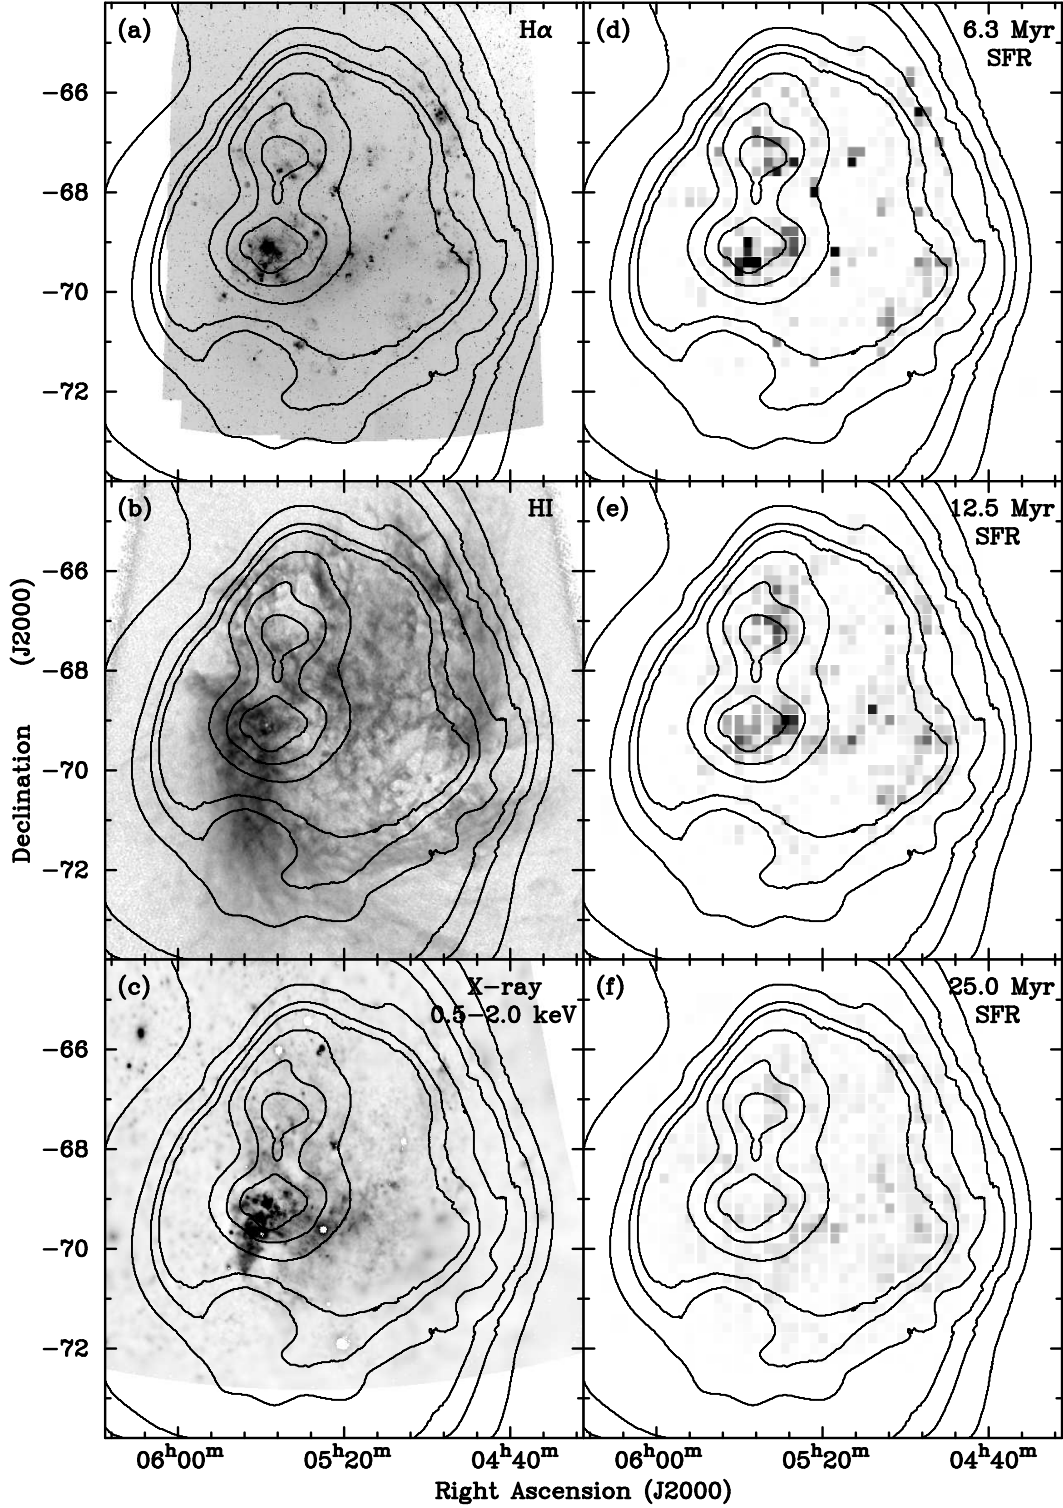 (a)
Hα
(d)
6.3 Myr
SFR
−66
−68
−70
−72
(b)
HI
(e)
12.5 Myr
SFR
−66
−68
−70
−72
Declination (J2000)
(c)
X−ray
0.5−2.0 keV
(f)
25.0 Myr
SFR
−66
−68
−70
−72
06ʰ00ᵐ 05ʰ20ᵐ 04ʰ40ᵐ 06ʰ00ᵐ 05ʰ20ᵐ 04ʰ40ᵐ
Right Ascension (J2000)